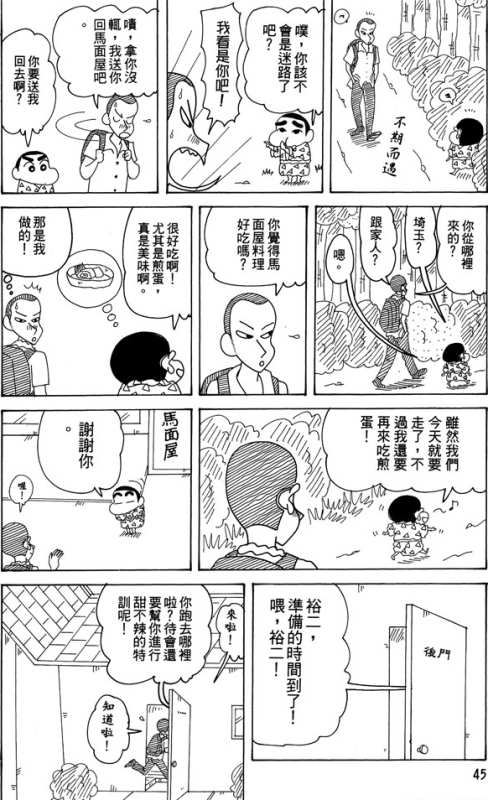 不期而遇
噗，你該不
會是迷路了
吧？
我看是你吧！
嘖，拿你沒
輒，我送你
回馬面屋吧
。
你要送我
回去啊？
你從哪裡
來的？
埼玉？
跟家人？
嗯。
你覺得馬
面屋料理
好吃嗎？
很好吃啊！
尤其是煎蛋，
真是美味啊。
那是我
做的！
雖然我們
今天就要
走了，不
過我還要
再來吃煎
蛋！
馬面屋
謝謝你
。
喔！
後門
裕二，
準備的時間到了！
喂，裕二！
來啦！
你跑去哪裡
啦？待會還
要幫你進行
甜不辣的特
訓呢！
知道啦！
45